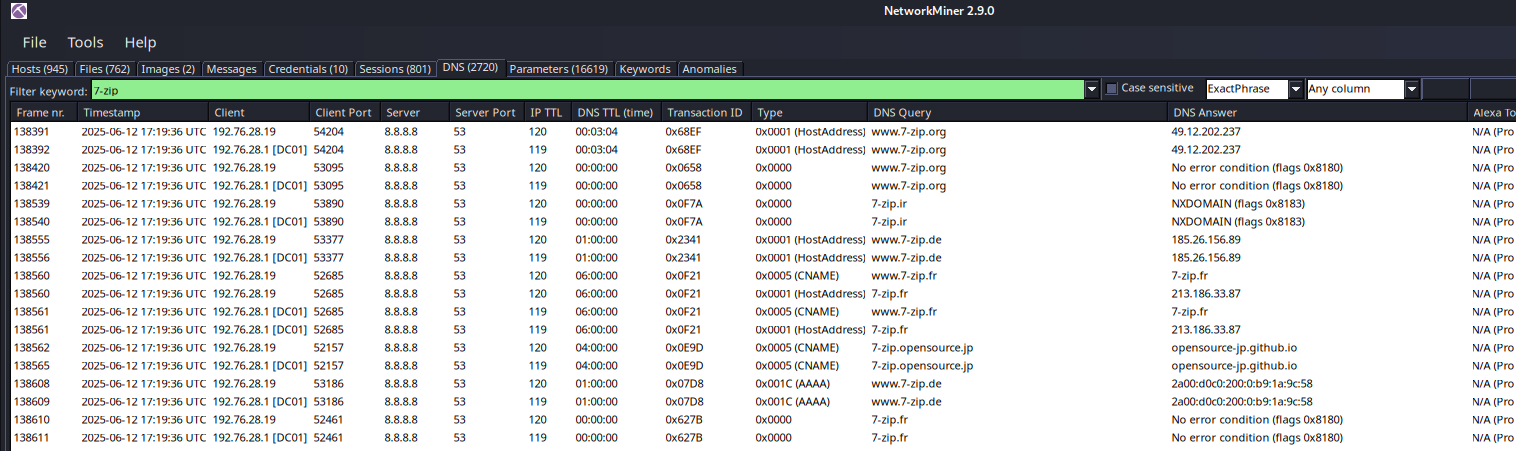 NetworkMiner 2.9.0
File Tools Help
Hosts (945) Files (762) Images (2) Messages Credentials (10) Sessions (801) DNS (2720) Parameters (16619) Keywords Anomalies
Filter keyword: 7-zip Case sensitive ExactPhrase Any column
Frame nr. Timestamp Client Client Port Server Server Port IP TTL DNS TTL (time) Transaction ID Type DNS Query DNS Answer Alexa To
138391 2025-06-12 17:19:36 UTC 192.76.28.19 54204 8.8.8.8 53 120 00:03:04 0x68EF 0x0001 (HostAddress) www.7-zip.org 49.12.202.237 N/A (Pro
138392 2025-06-12 17:19:36 UTC 192.76.28.1 [DC01] 54204 8.8.8.8 53 119 00:03:04 0x68EF 0x0001 (HostAddress) www.7-zip.org 49.12.202.237 N/A (Pro
138420 2025-06-12 17:19:36 UTC 192.76.28.19 53095 8.8.8.8 53 120 00:00:00 0x0658 0x0000 www.7-zip.org No error condition (flags 0x8180) N/A (Pro
138421 2025-06-12 17:19:36 UTC 192.76.28.1 [DC01] 53095 8.8.8.8 53 119 00:00:00 0x0658 0x0000 www.7-zip.org No error condition (flags 0x8180) N/A (Pro
138539 2025-06-12 17:19:36 UTC 192.76.28.19 53890 8.8.8.8 53 120 00:00:00 0x0F7A 0x0000 7-zip.ir NXDOMAIN (flags 0x8183) N/A (Pro
138540 2025-06-12 17:19:36 UTC 192.76.28.1 [DC01] 53890 8.8.8.8 53 119 00:00:00 0x0F7A 0x0000 7-zip.ir NXDOMAIN (flags 0x8183) N/A (Pro
138555 2025-06-12 17:19:36 UTC 192.76.28.19 53377 8.8.8.8 53 120 01:00:00 0x2341 0x0001 (HostAddress) www.7-zip.de 185.26.156.89 N/A (Pro
138556 2025-06-12 17:19:36 UTC 192.76.28.1 [DC01] 53377 8.8.8.8 53 119 01:00:00 0x2341 0x0001 (HostAddress) www.7-zip.de 185.26.156.89 N/A (Pro
138560 2025-06-12 17:19:36 UTC 192.76.28.19 52685 8.8.8.8 53 120 06:00:00 0x0F21 0x0005 (CNAME) www.7-zip.fr 7-zip.fr N/A (Pro
138560 2025-06-12 17:19:36 UTC 192.76.28.19 52685 8.8.8.8 53 120 06:00:00 0x0F21 0x0001 (HostAddress) 7-zip.fr 213.186.33.87 N/A (Pro
138561 2025-06-12 17:19:36 UTC 192.76.28.1 [DC01] 52685 8.8.8.8 53 119 06:00:00 0x0F21 0x0005 (CNAME) www.7-zip.fr 7-zip.fr N/A (Pro
138561 2025-06-12 17:19:36 UTC 192.76.28.1 [DC01] 52685 8.8.8.8 53 119 06:00:00 0x0F21 0x0001 (HostAddress) 7-zip.fr 213.186.33.87 N/A (Pro
138562 2025-06-12 17:19:36 UTC 192.76.28.19 52157 8.8.8.8 53 120 04:00:00 0x0E9D 0x0005 (CNAME) 7-zip.opensource.jp opensource-jp.github.io N/A (Pro
138565 2025-06-12 17:19:36 UTC 192.76.28.1 [DC01] 52157 8.8.8.8 53 119 04:00:00 0x0E9D 0x0005 (CNAME) 7-zip.opensource.jp opensource-jp.github.io N/A (Pro
138608 2025-06-12 17:19:36 UTC 192.76.28.19 53186 8.8.8.8 53 120 01:00:00 0x07D8 0x001C (AAAA) www.7-zip.de 2a00:d0c0:200:0:b9:1a:9c:58 N/A (Pro
138609 2025-06-12 17:19:36 UTC 192.76.28.1 [DC01] 53186 8.8.8.8 53 119 01:00:00 0x07D8 0x001C (AAAA) www.7-zip.de 2a00:d0c0:200:0:b9:1a:9c:58 N/A (Pro
138610 2025-06-12 17:19:36 UTC 192.76.28.19 52461 8.8.8.8 53 120 00:00:00 0x627B 0x0000 7-zip.fr No error condition (flags 0x8180) N/A (Pro
138611 2025-06-12 17:19:36 UTC 192.76.28.1 [DC01] 52461 8.8.8.8 53 119 00:00:00 0x627B 0x0000 7-zip.fr No error condition (flags 0x8180) N/A (Pro